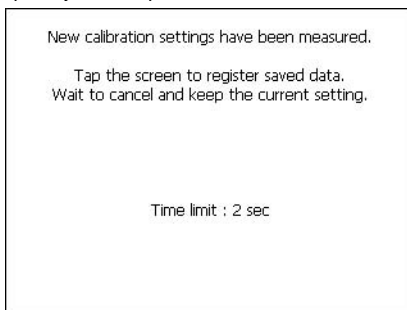 New calibration settings have been measured.
Tap the screen to register saved data.
Wait to cancel and keep the current setting.
Time limit : 2 sec